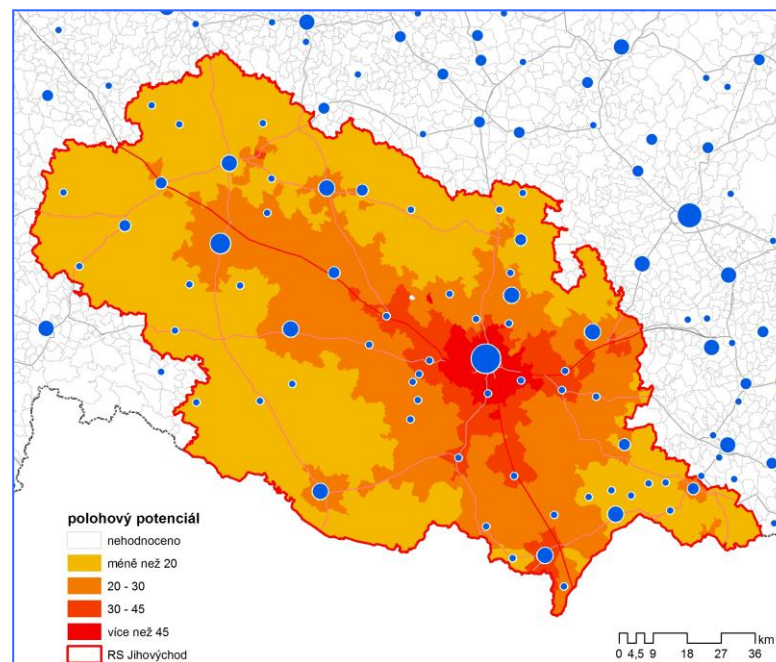 polohový potenciál
nehodnoceno
méně než 20
20 - 30
30 - 45
více než 45
RS Jihovýchod
km
0 4,5 9 18 27 36